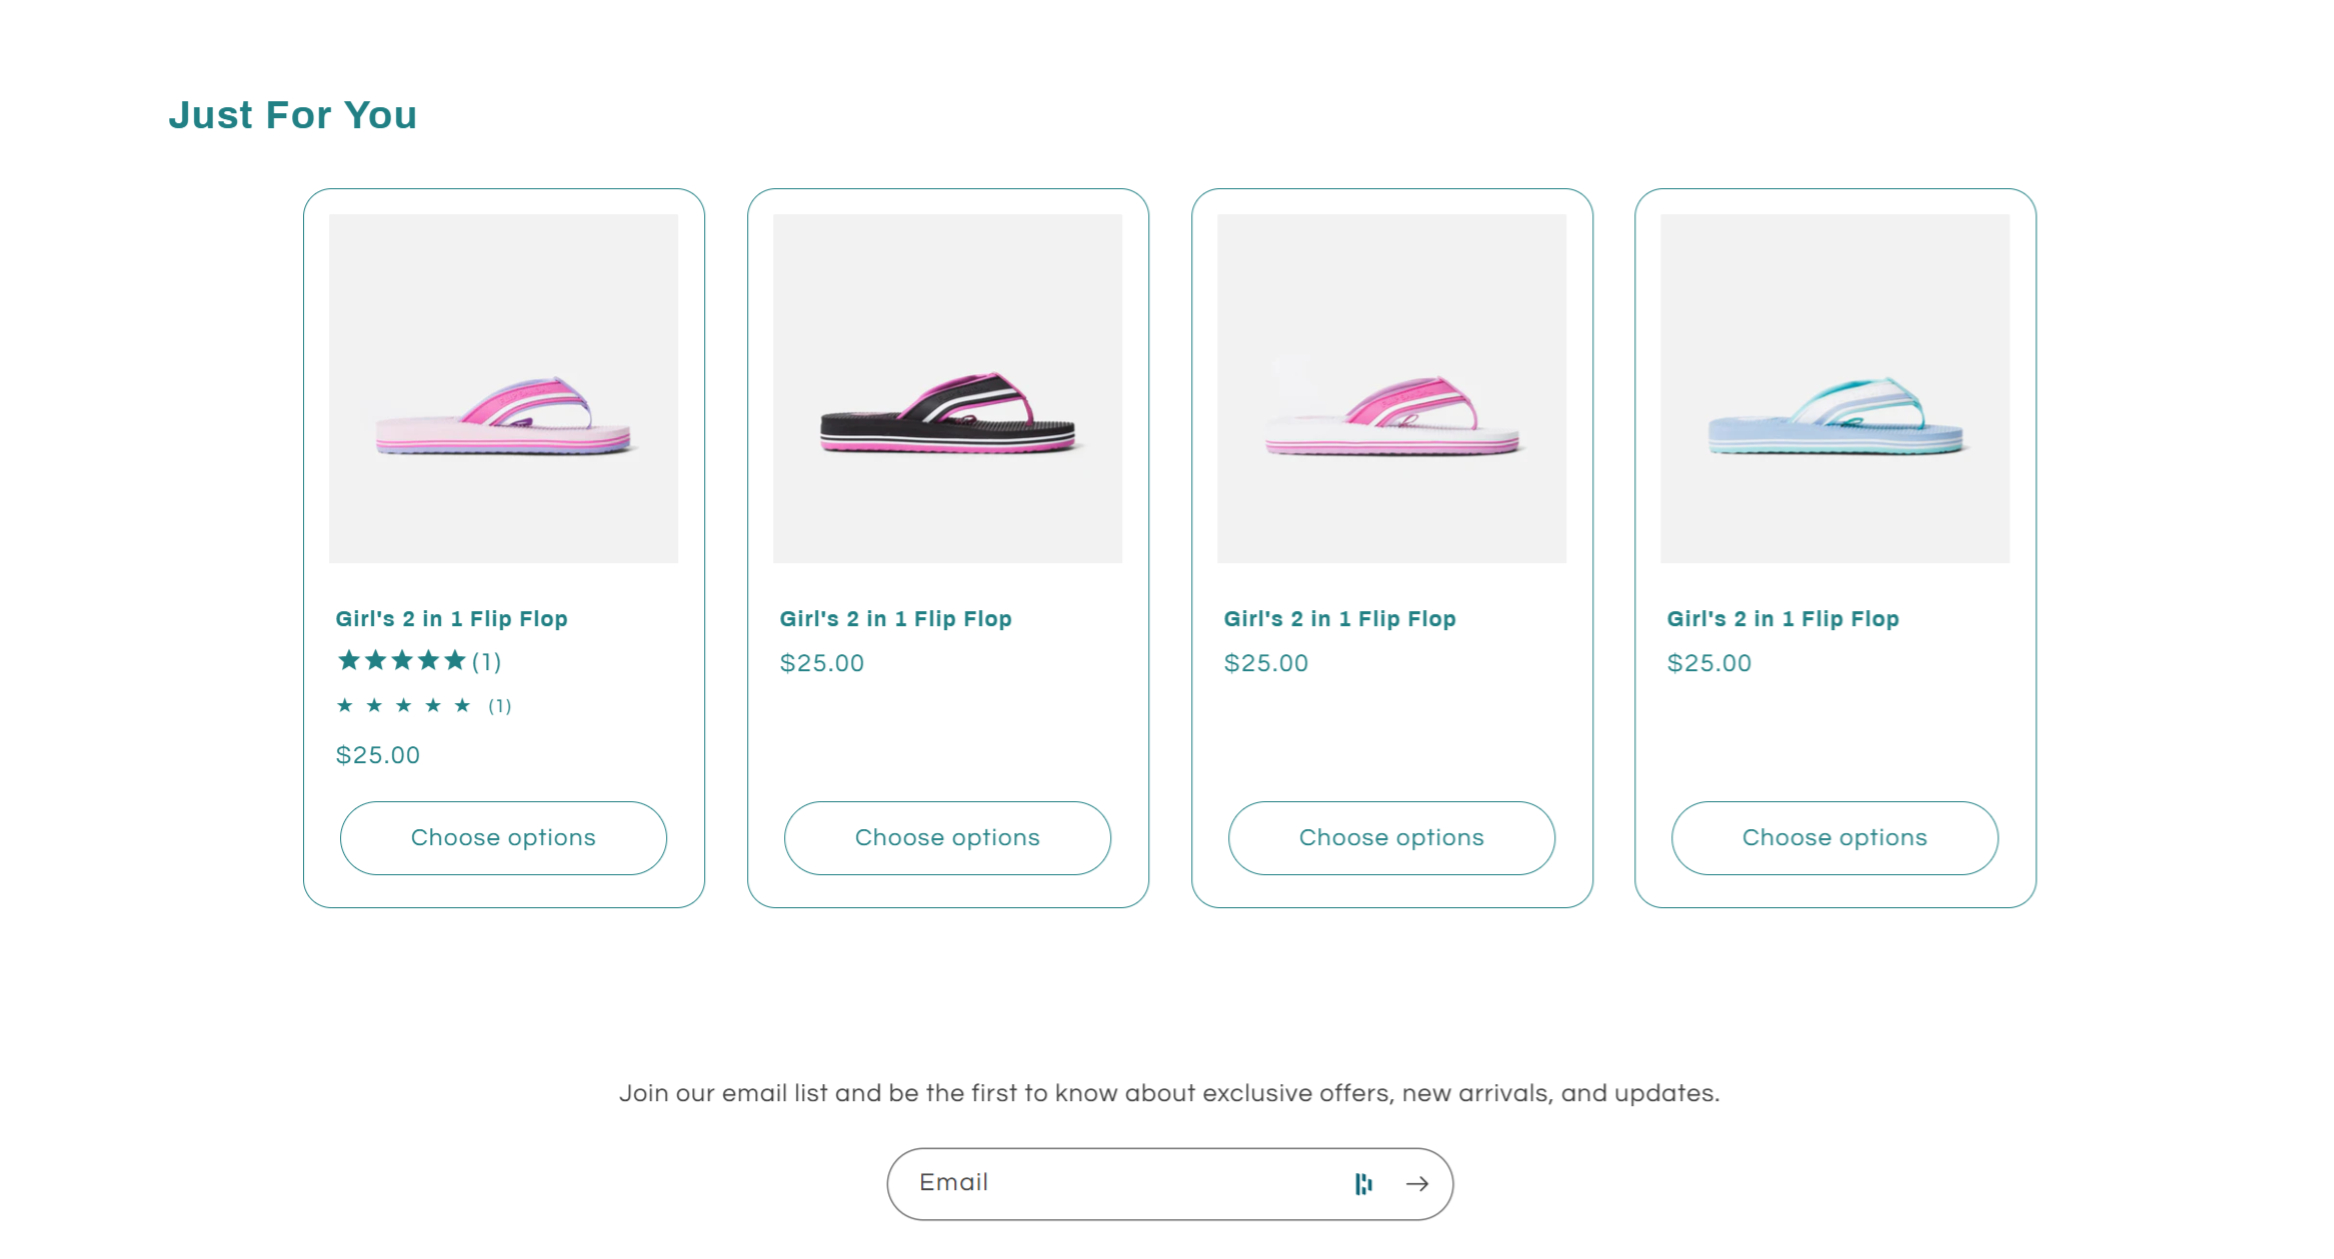 Just For You
Girl's 2 in 1 Flip Flop
★★★★★ (1)
★ ★ ★ ★ ★ (1)
$25.00
Choose options
Girl's 2 in 1 Flip Flop
$25.00
Choose options
Girl's 2 in 1 Flip Flop
$25.00
Choose options
Girl's 2 in 1 Flip Flop
$25.00
Choose options
Join our email list and be the first to know about exclusive offers, new arrivals, and updates.
Email